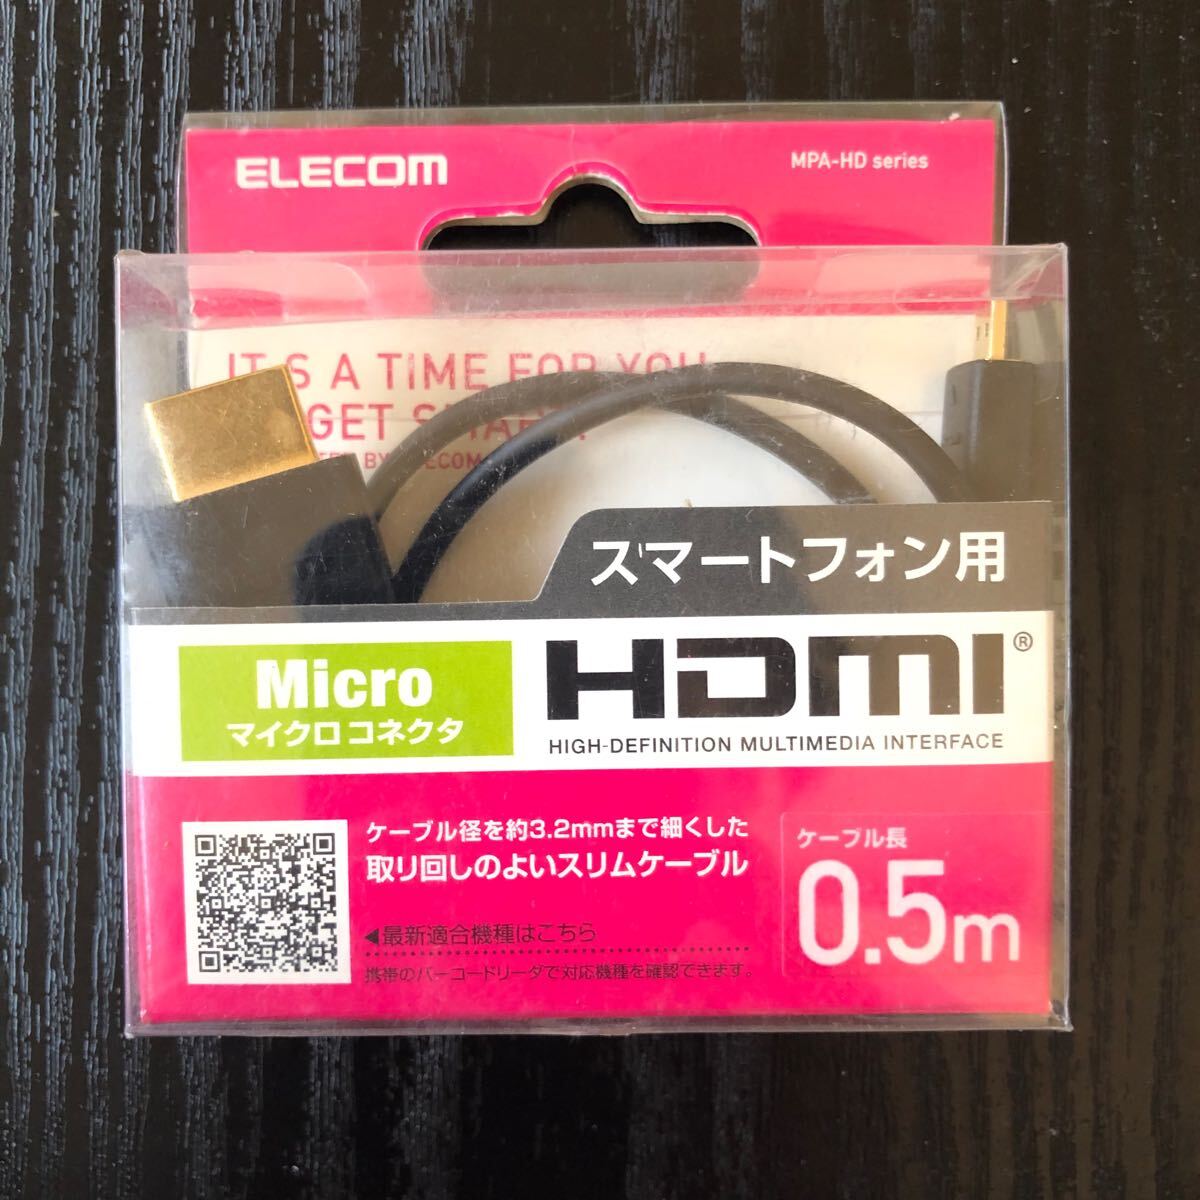 ELECOM
MPA-HD series
IT'S A TIME FOR YOU
GET SMART!
BY ELECOM
スマートフォン用
Micro
マイクロコネクタ
HDMI®
HIGH-DEFINITION MULTIMEDIA INTERFACE
ケーブル径を約3.2mmまで細くした
取り回しのよいスリムケーブル
◀最新適合機種はこちら
携帯のバーコードリーダで対応機種を確認できます。
ケーブル長
0.5m